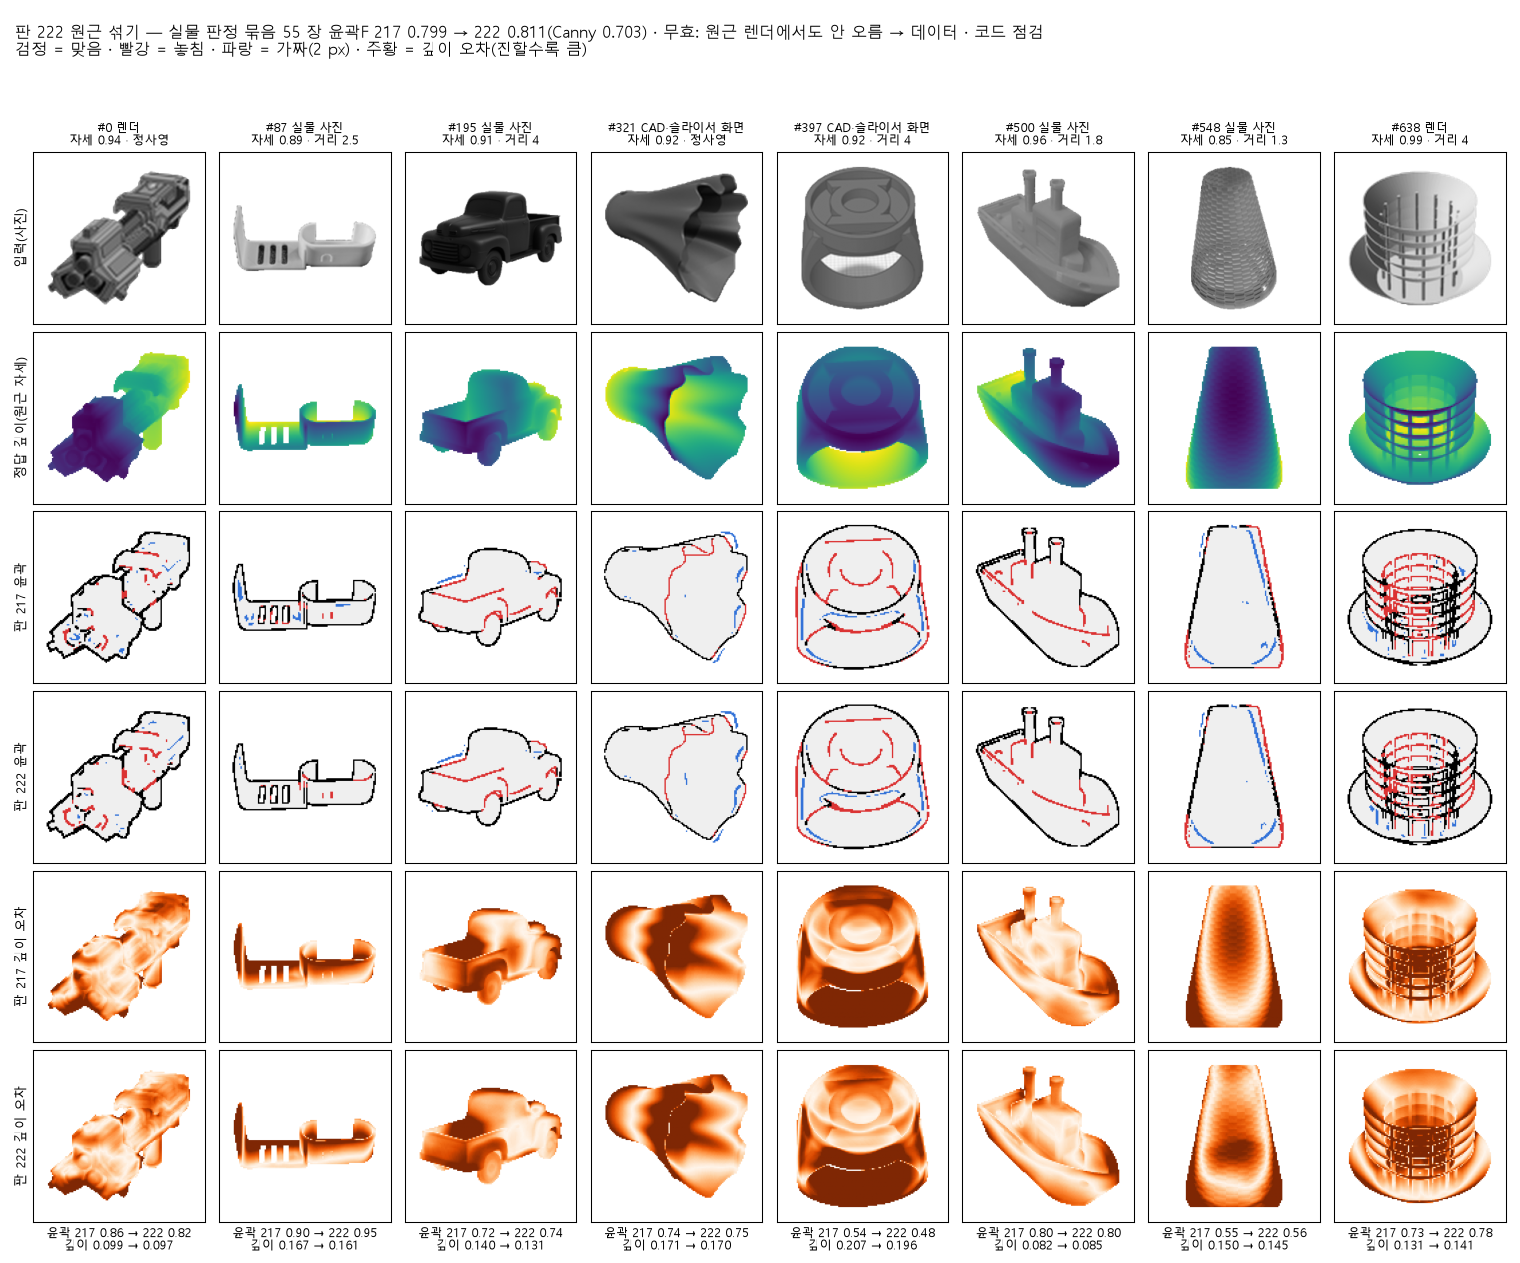 판 222 원근 섞기 — 실물 판정 묶음 55 장 윤곽F 217 0.799 → 222 0.811(Canny 0.703) · 무효: 원근 렌더에서도 안 오름 → 데이터 · 코드 점검
검정 = 맞음 · 빨강 = 놓침 · 파랑 = 가짜(2 px) · 주황 = 깊이 오차(진할수록 큼)
#0 렌더
자세 0.94 · 정사영
#87 실물 사진
자세 0.89 · 거리 2.5
#195 실물 사진
자세 0.91 · 거리 4
#321 CAD·슬라이서 화면
자세 0.92 · 정사영
#397 CAD·슬라이서 화면
자세 0.92 · 거리 4
#500 실물 사진
자세 0.96 · 거리 1.8
#548 실물 사진
자세 0.85 · 거리 1.3
#638 렌더
자세 0.99 · 거리 4
입력(사진)
정답 깊이(원근 자세)
판 217 윤곽
판 222 윤곽
판 217 깊이 오차
판 222 깊이 오차
윤곽 217 0.86 → 222 0.82
깊이 0.099 → 0.097
윤곽 217 0.90 → 222 0.95
깊이 0.167 → 0.161
윤곽 217 0.72 → 222 0.74
깊이 0.140 → 0.131
윤곽 217 0.74 → 222 0.75
깊이 0.171 → 0.170
윤곽 217 0.54 → 222 0.48
깊이 0.207 → 0.196
윤곽 217 0.80 → 222 0.80
깊이 0.082 → 0.085
윤곽 217 0.55 → 222 0.56
깊이 0.150 → 0.145
윤곽 217 0.73 → 222 0.78
깊이 0.131 → 0.141